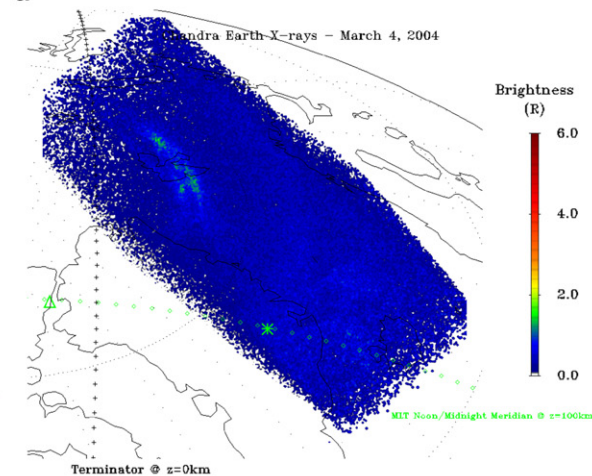 andra Earth X-rays - March 4, 2004
Brightness
(R)
6.0
4.0
2.0
0.0
MLT Noon/Midnight Meridian @ z=100km
Terminator @ z=0km